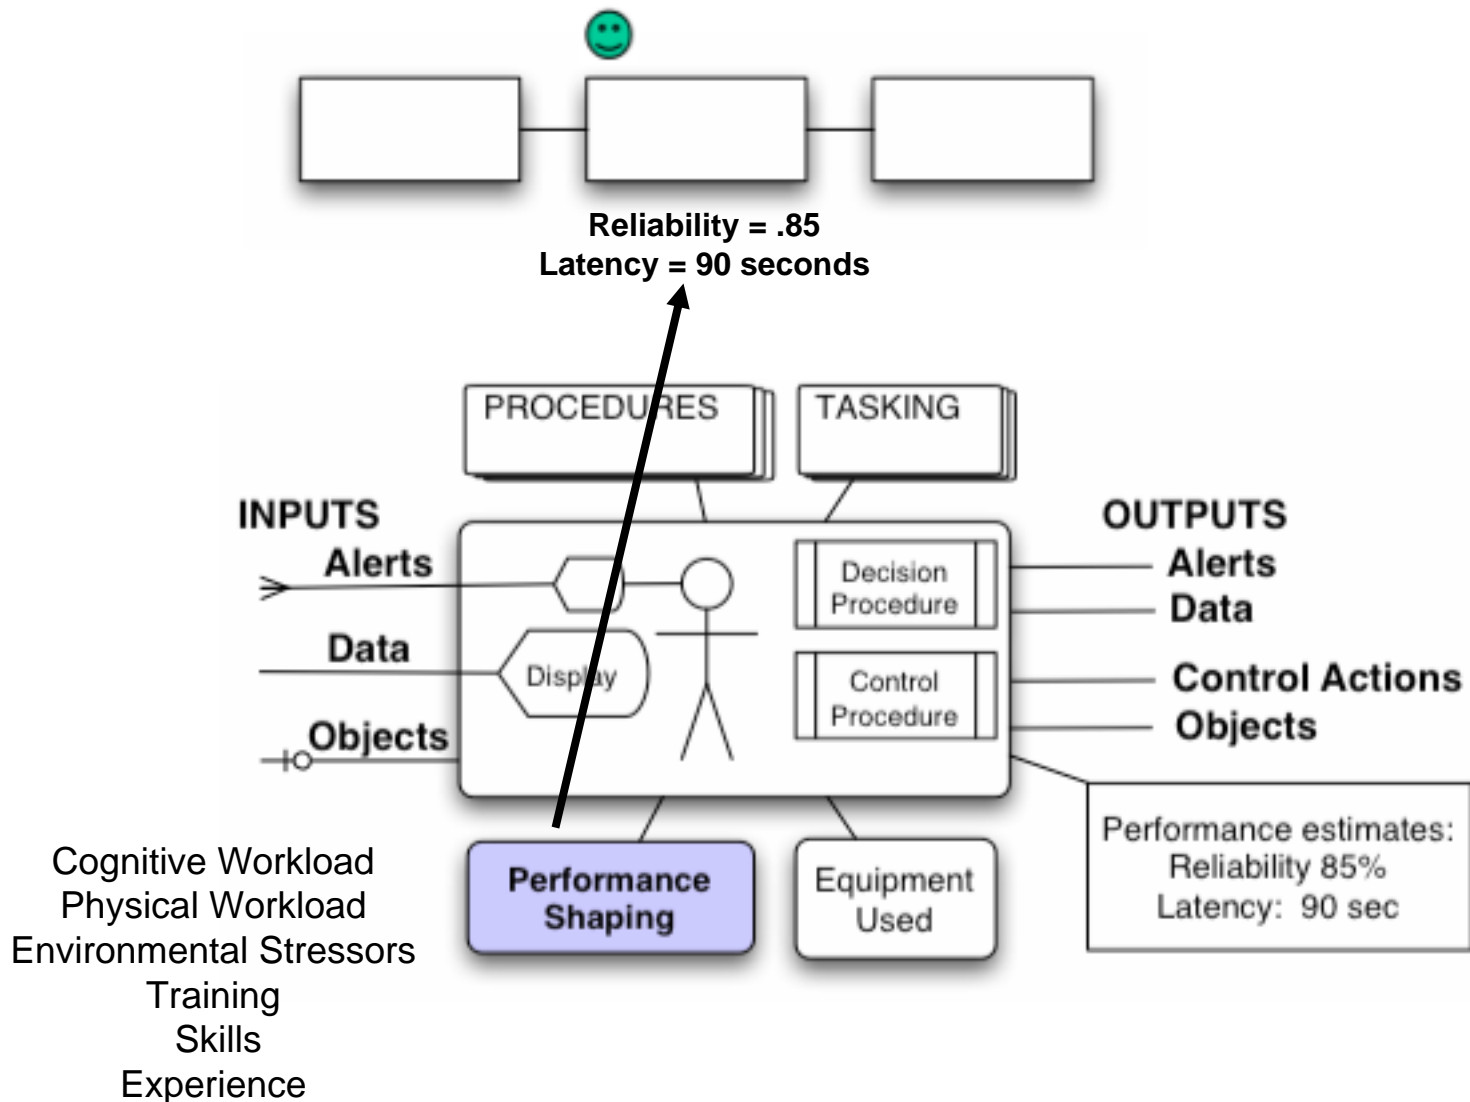 Reliability = .85
Latency = 90 seconds
PROCEDURES
TASKING
INPUTS
Alerts
Data
Display
Objects
Decision
Procedure
Control
Procedure
OUTPUTS
Alerts
Data
Control Actions
Objects
Cognitive Workload
Physical Workload
Environmental Stressors
Training
Skills
Experience
Performance
Shaping
Equipment
Used
Performance estimates:
Reliability 85%
Latency: 90 sec